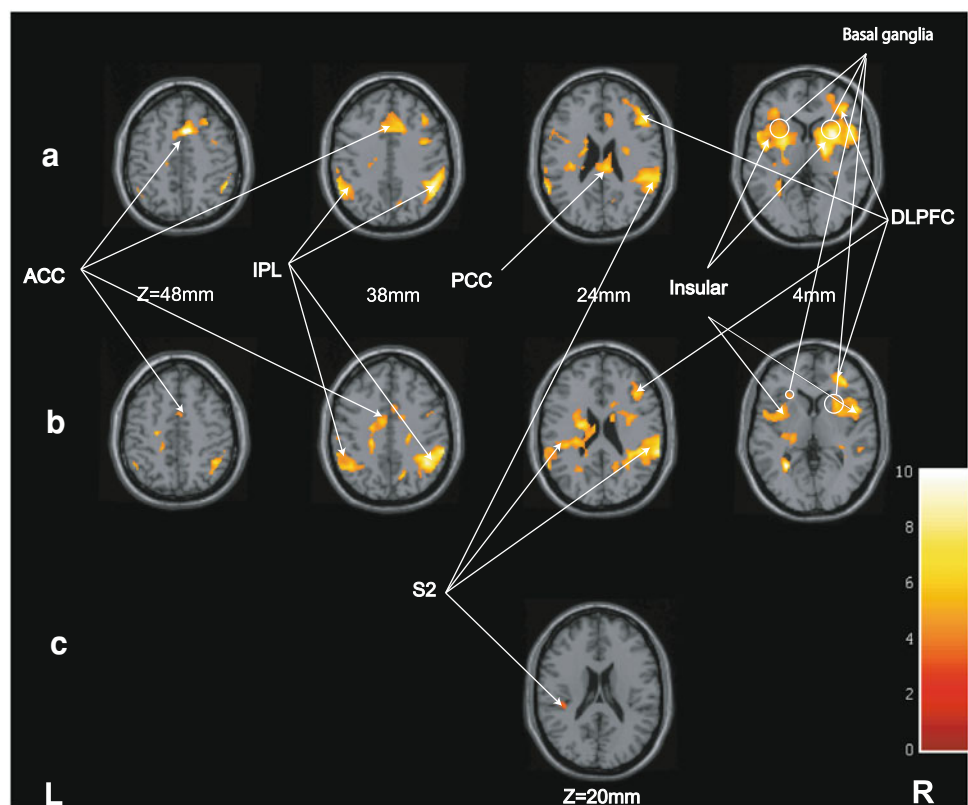 Basal ganglia
a
DLPFC
ACC
IPL
PCC
Insular
Z=48mm
38mm
24mm
4mm
b
10
8
6
4
2
0
S2
c
L
R
Z=20mm